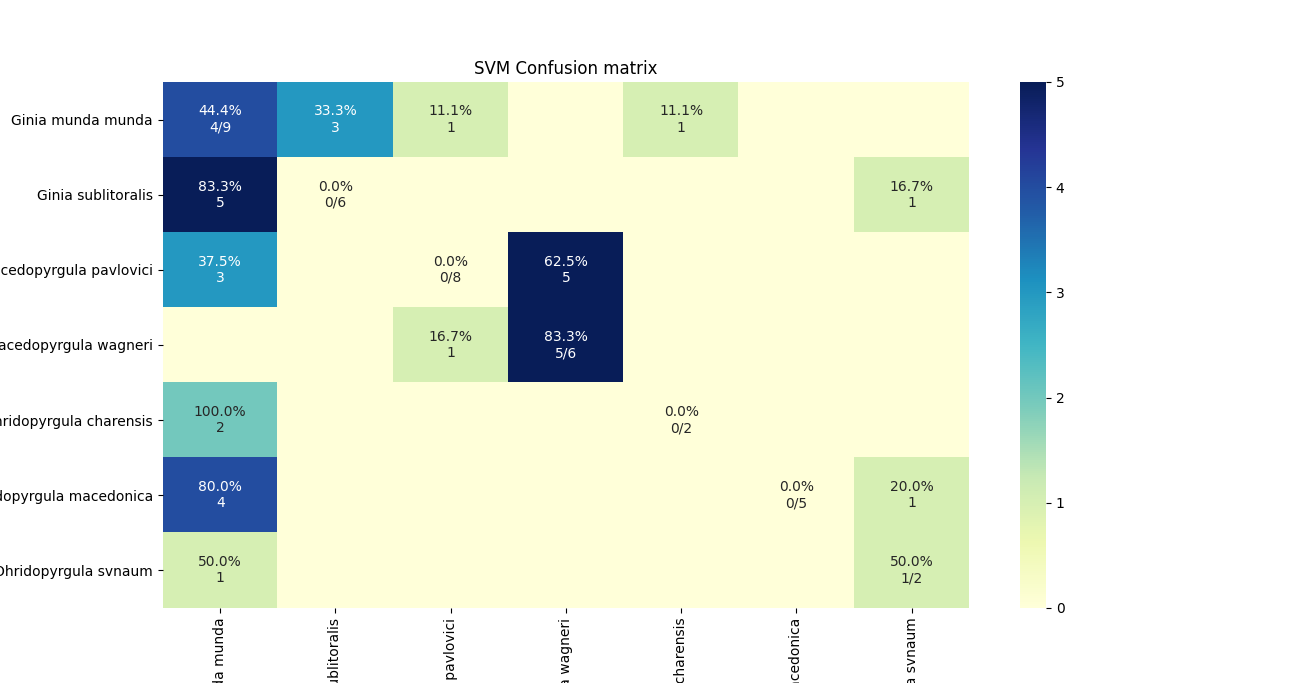 SVM Confusion matrix
Ginia munda munda
44.4%
4/9
33.3%
3
11.1%
1
11.1%
1
Ginia sublitoralis
83.3%
5
0.0%
0/6
16.7%
1
cedopyrgula pavlovici
37.5%
3
0.0%
0/8
62.5%
5
acedopyrgula wagneri
16.7%
1
83.3%
5/6
hridopyrgula charensis
100.0%
2
0.0%
0/2
dopyrgula macedonica
80.0%
4
0.0%
0/5
20.0%
1
Ohridopyrgula svnaum
50.0%
1
50.0%
1/2
da munda
ublitoralis
pavlovici
a wagneri
charensis
acedonica
a svnaum
5
4
3
2
1
0